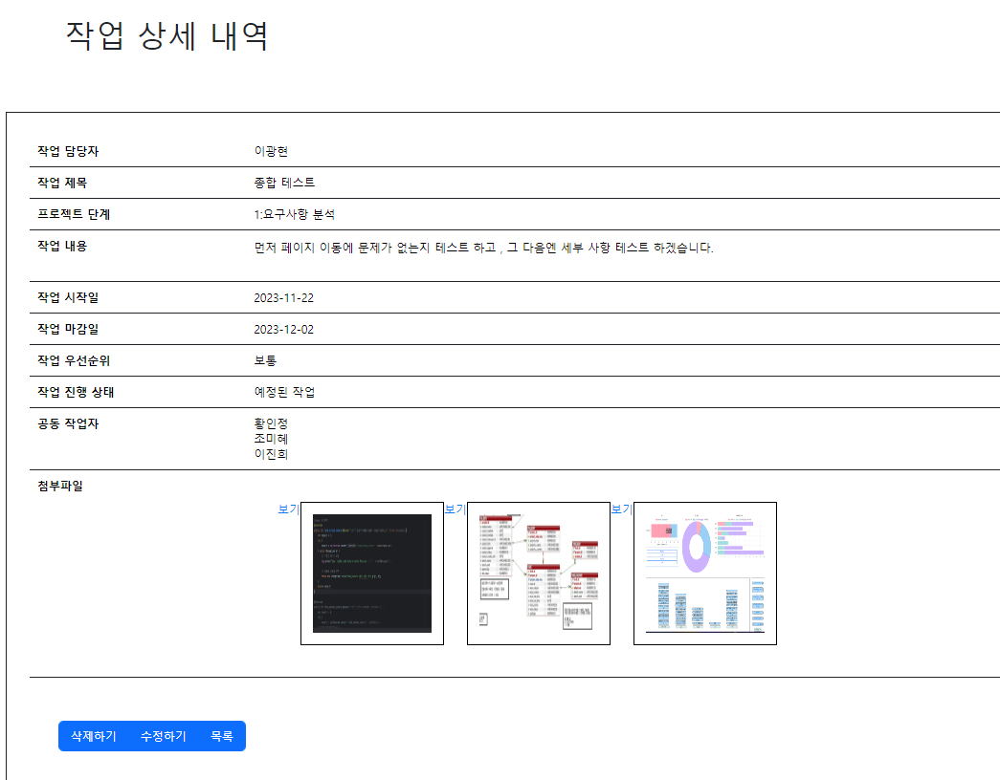 작업 상세 내역
작업 담당자 이광현
작업 제목 종합 테스트
프로젝트 단계 1:요구사항 분석
작업 내용 먼저 페이지 이동에 문제가 없는지 테스트 하고 , 그 다음엔 세부 사항 테스트 하겠습니다.
작업 시작일 2023-11-22
작업 마감일 2023-12-02
작업 우선순위 보통
작업 진행 상태 예정된 작업
공동 작업자 황인정
조미혜
이진희
첨부파일
보기 보기 보기
삭제하기 수정하기 목록